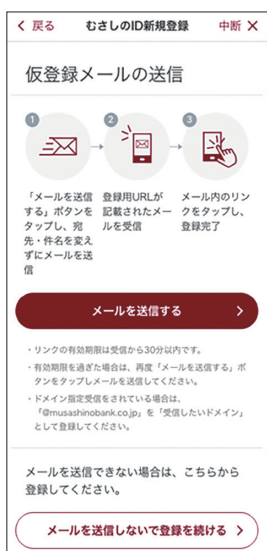 戻る むさしのID新規登録 中断
仮登録メールの送信
1 2 3
「メールを送信
する」ボタンを
タップし、宛
先・件名を変え
ずにメールを送
信
登録用URLが
記載されたメー
ルを受信
メール内のリン
クをタップし、
登録完了
メールを送信する
・リンクの有効期限は受信から30分以内です。
・有効期限を過ぎた場合は、再度「メールを送信する」ボ
タンをタップしメールを送信してください。
・ドメイン指定受信をされている場合は、
「@musashinobank.co.jp」を「受信したいドメイン」
として登録してください。
メールを送信できない場合は、こちらから
登録してください。
メールを送信しないで登録を続ける